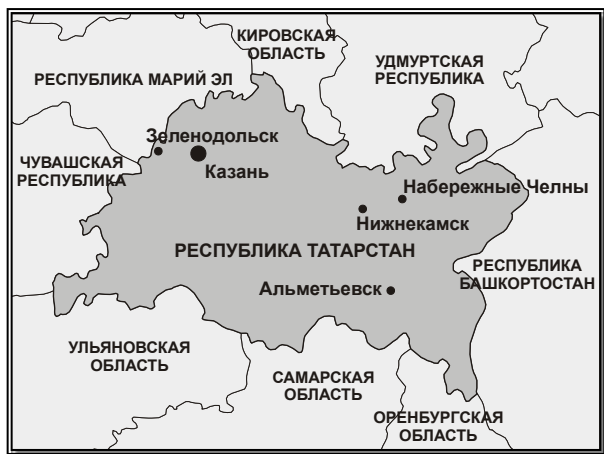 КИРОВСКАЯ
ОБЛАСТЬ
УДМУРТСКАЯ
РЕСПУБЛИКА
РЕСПУБЛИКА МАРИЙ ЭЛ
Зеленодольск
ЧУВАШСКАЯ
РЕСПУБЛИКА
Казань
Набережные Челны
Нижнекамск
РЕСПУБЛИКА ТАТАРСТАН
РЕСПУБЛИКА
БАШКОРТОСТАН
Альметьевск
УЛЬЯНОВСКАЯ
ОБЛАСТЬ
САМАРСКАЯ
ОБЛАСТЬ
ОРЕНБУРГСКАЯ
ОБЛАСТЬ